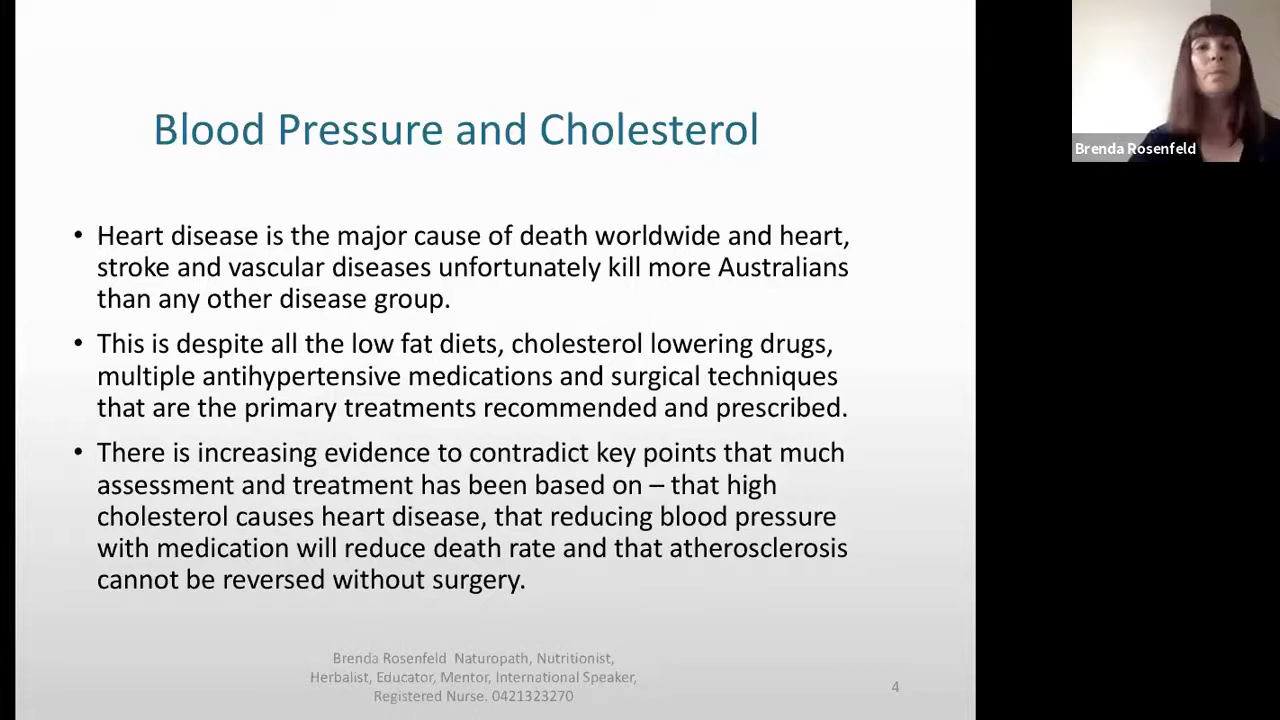 Blood Pressure and Cholesterol
Brenda Rosenfeld
• Heart disease is the major cause of death worldwide and heart,
stroke and vascular diseases unfortunately kill more Australians
than any other disease group.
• This is despite all the low fat diets, cholesterol lowering drugs,
multiple antihypertensive medications and surgical techniques
that are the primary treatments recommended and prescribed.
• There is increasing evidence to contradict key points that much
assessment and treatment has been based on – that high
cholesterol causes heart disease, that reducing blood pressure
with medication will reduce death rate and that atherosclerosis
cannot be reversed without surgery.
Brenda Rosenfeld  Naturopath, Nutritionist,
Herbalist, Educator, Mentor, International Speaker,
Registered Nurse. 0421323270
4